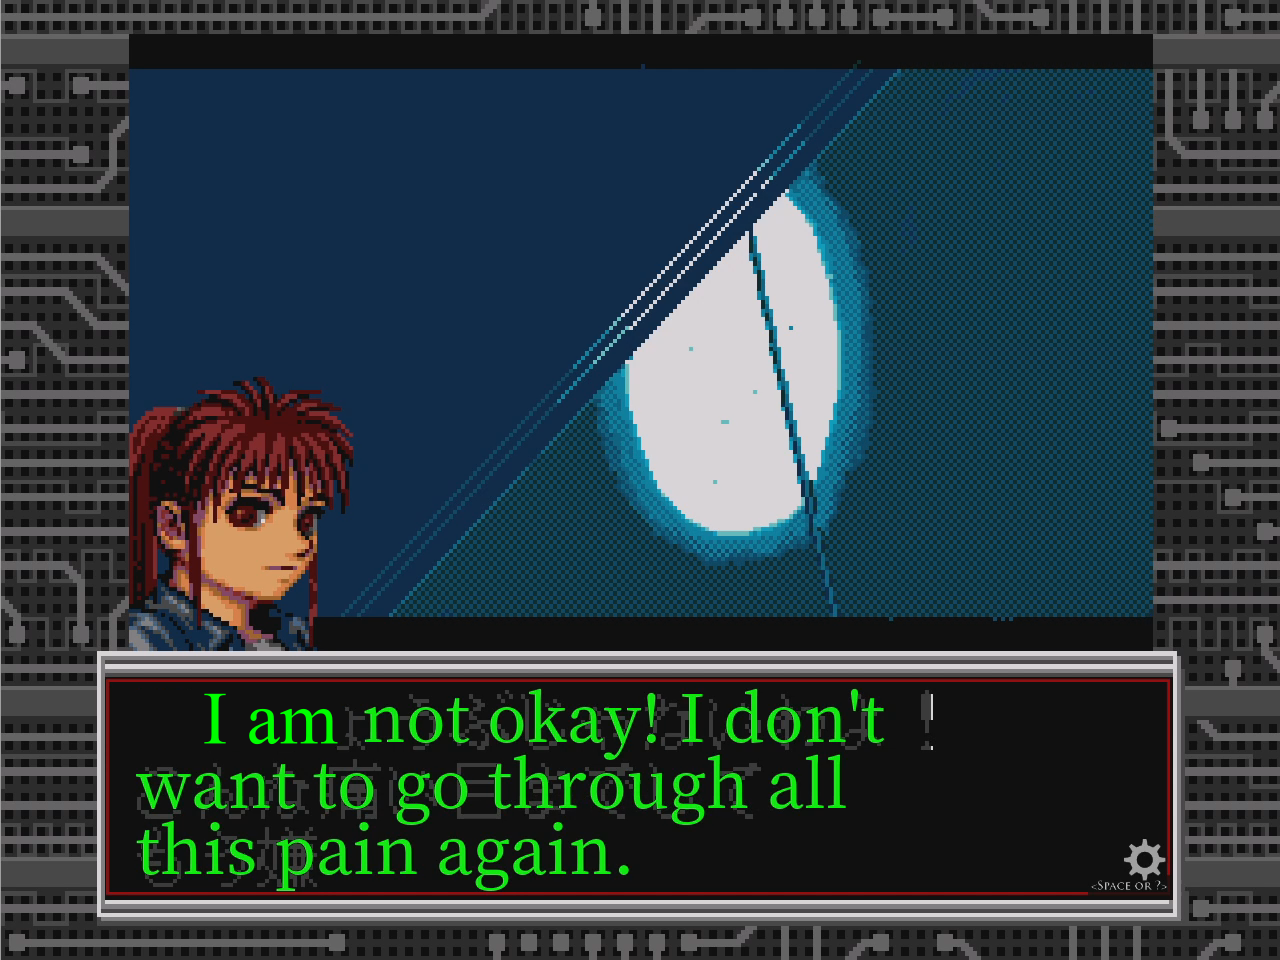 I am not okay! I don't
want to go through all
this pain again.
<SPACE OR ?>